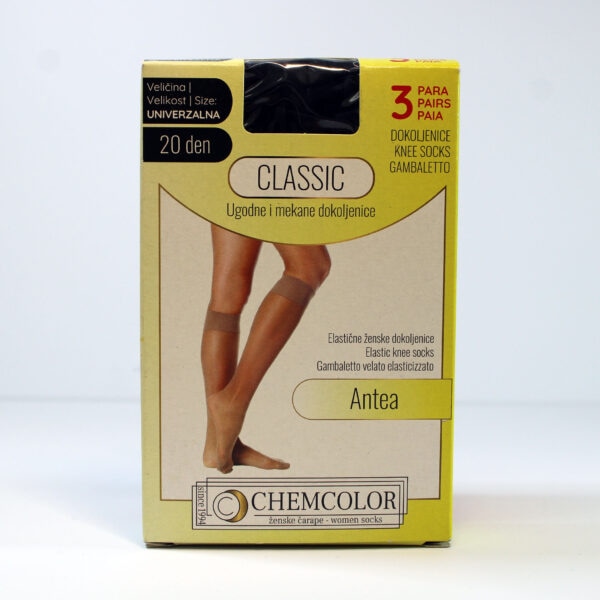 Veličina |
Velikost | Size:
UNIVERZALNA
20 den
3 PARA
PAIRS
PAIA
DOKOLJENICE
KNEE SOCKS
GAMBALETTO
CLASSIC
Ugodne i mekane dokoljenice
Elastične ženske dokoljenice
Elastic knee socks
Gambaletto velato elasticizzato
Antea
since 1994
CHEMCOLOR
ženske čarape - women socks